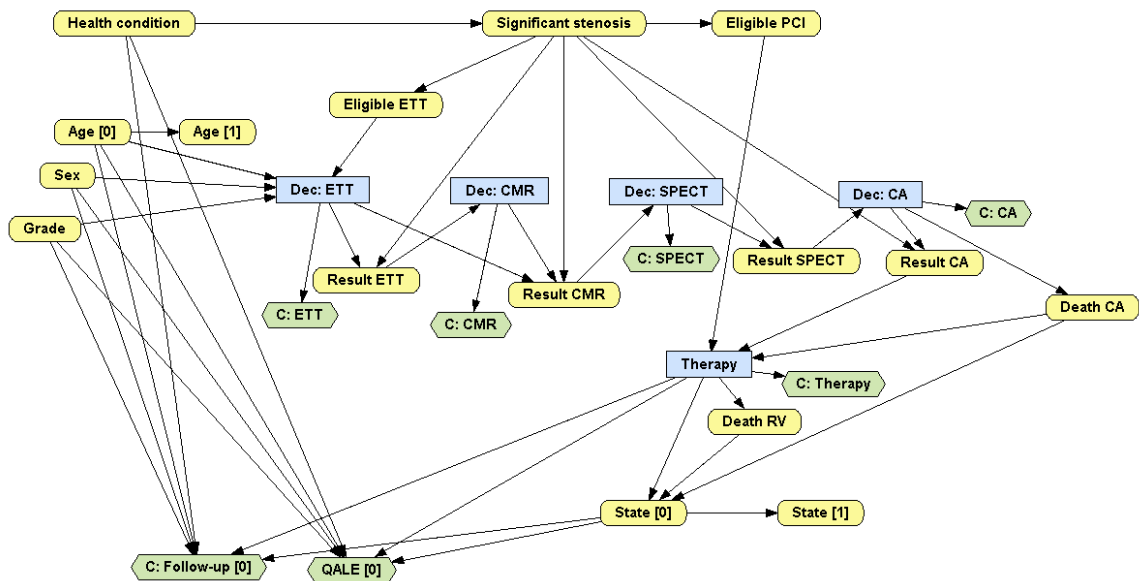 Health condition
Significant stenosis
Eligible PCI
Eligible ETT
Age [0]
Age [1]
Sex
Dec: ETT
Dec: CMR
Dec: SPECT
Dec: CA
C: CA
Grade
Result ETT
Result CMR
C: SPECT
Result SPECT
Result CA
C: ETT
C: CMR
Death CA
Therapy
C: Therapy
Death RV
State [0]
State [1]
C: Follow-up [0]
QALE [0]